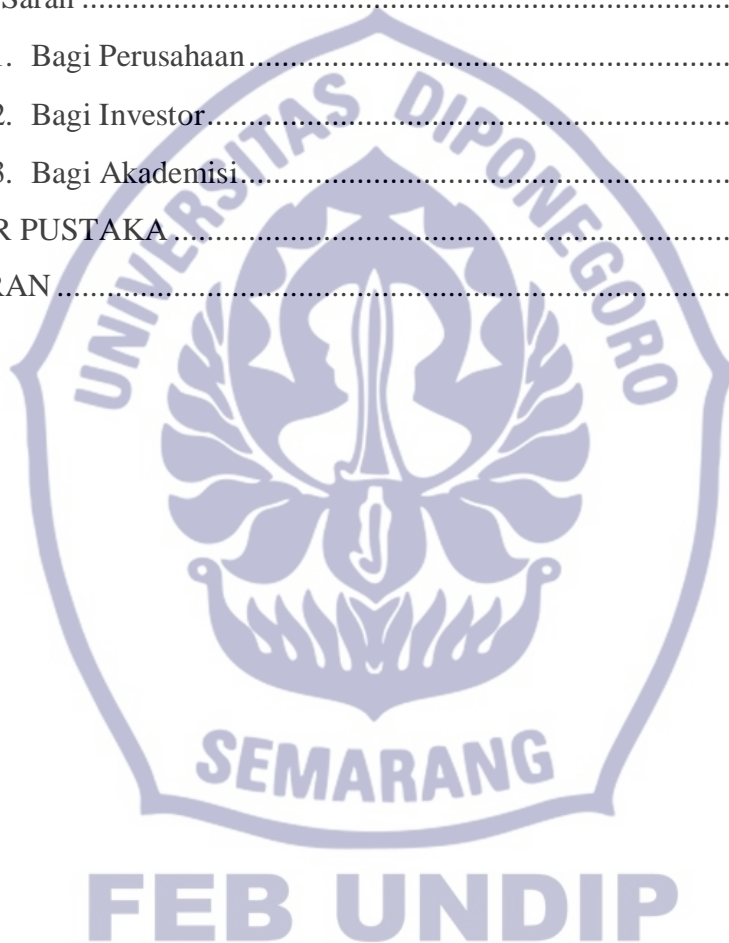 Saran ........................................................................
1. Bagi Perusahaan ........................................................
2. Bagi Investor............................................................
3. Bagi Akademisi.........................................................
R PUSTAKA ................................................................
RAN ............................................................................
UNIVERSITAS DIPONEGORO
SEMARANG
FEB UNDIP